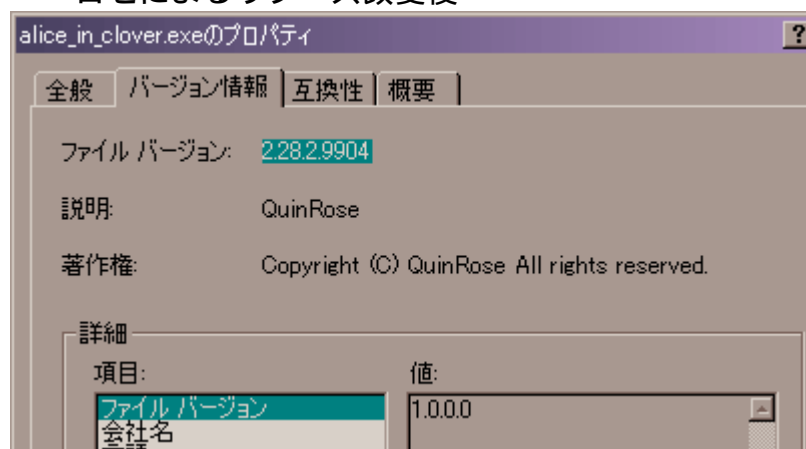 alice_in_clover.exeのプロパティ
?
全般 バージョン情報 互換性 概要
ファイル バージョン: 2.28.2.9904
説明: QuinRose
著作権: Copyright (C) QuinRose All rights reserved.
詳細
項目: 値:
ファイル バージョン 1.0.0.0
会社名